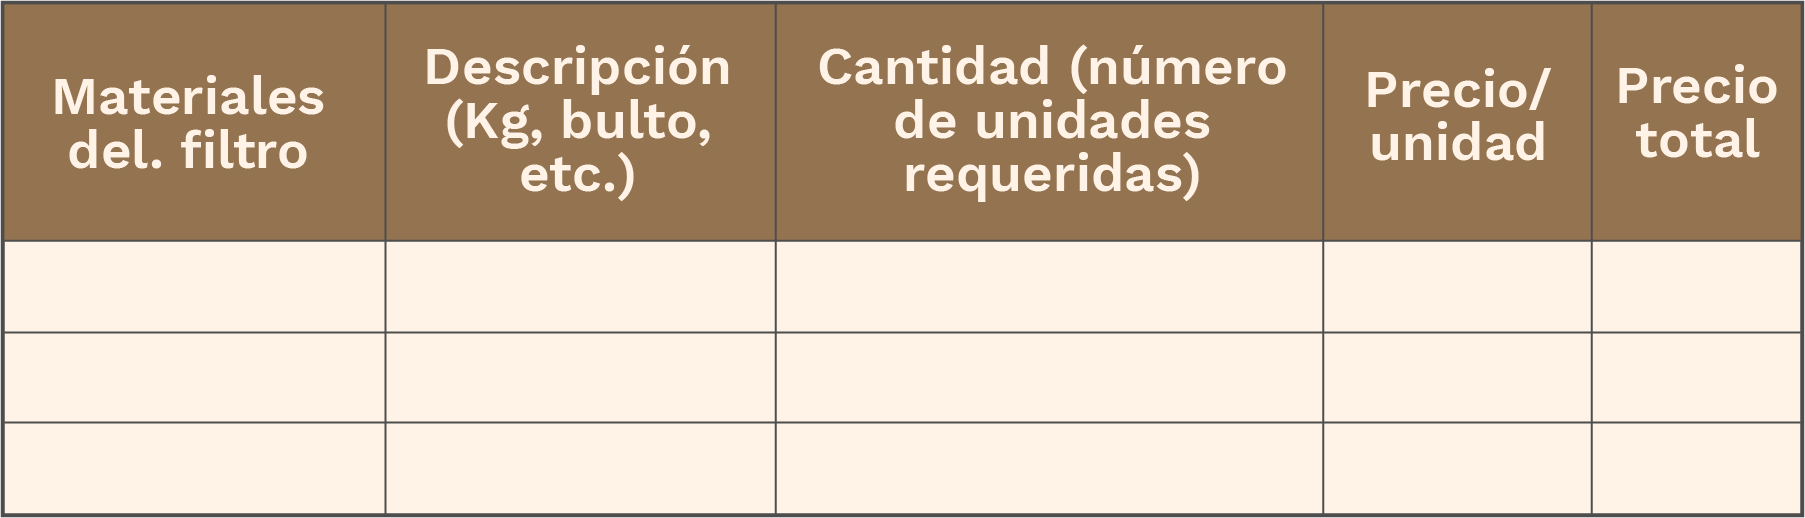 Materiales
del. filtro
Descripción
(Kg, bulto,
etc.)
Cantidad (número
de unidades
requeridas)
Precio/
unidad
Precio
total